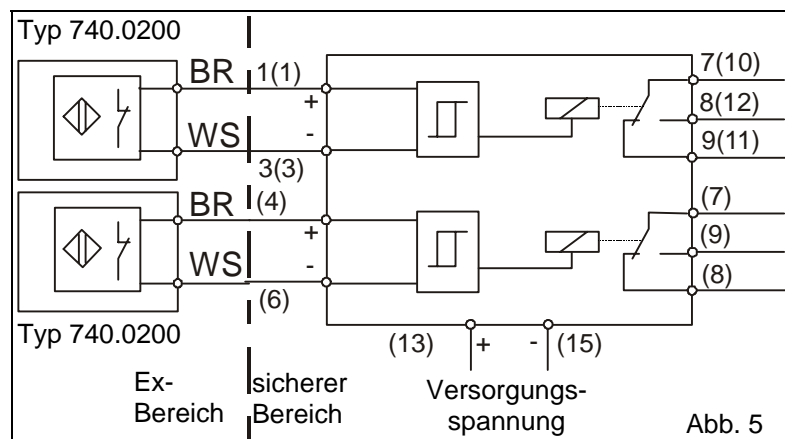 Typ 740.0200
BR
1(1)
+
-
WS
3(3)
7(10)
8(12)
9(11)
BR
(4)
+
-
WS
(6)
(7)
(9)
(8)
Typ 740.0200
(13)
+
-
(15)
Ex-
Bereich
sicherer
Bereich
Versorgungs-
spannung
Abb. 5